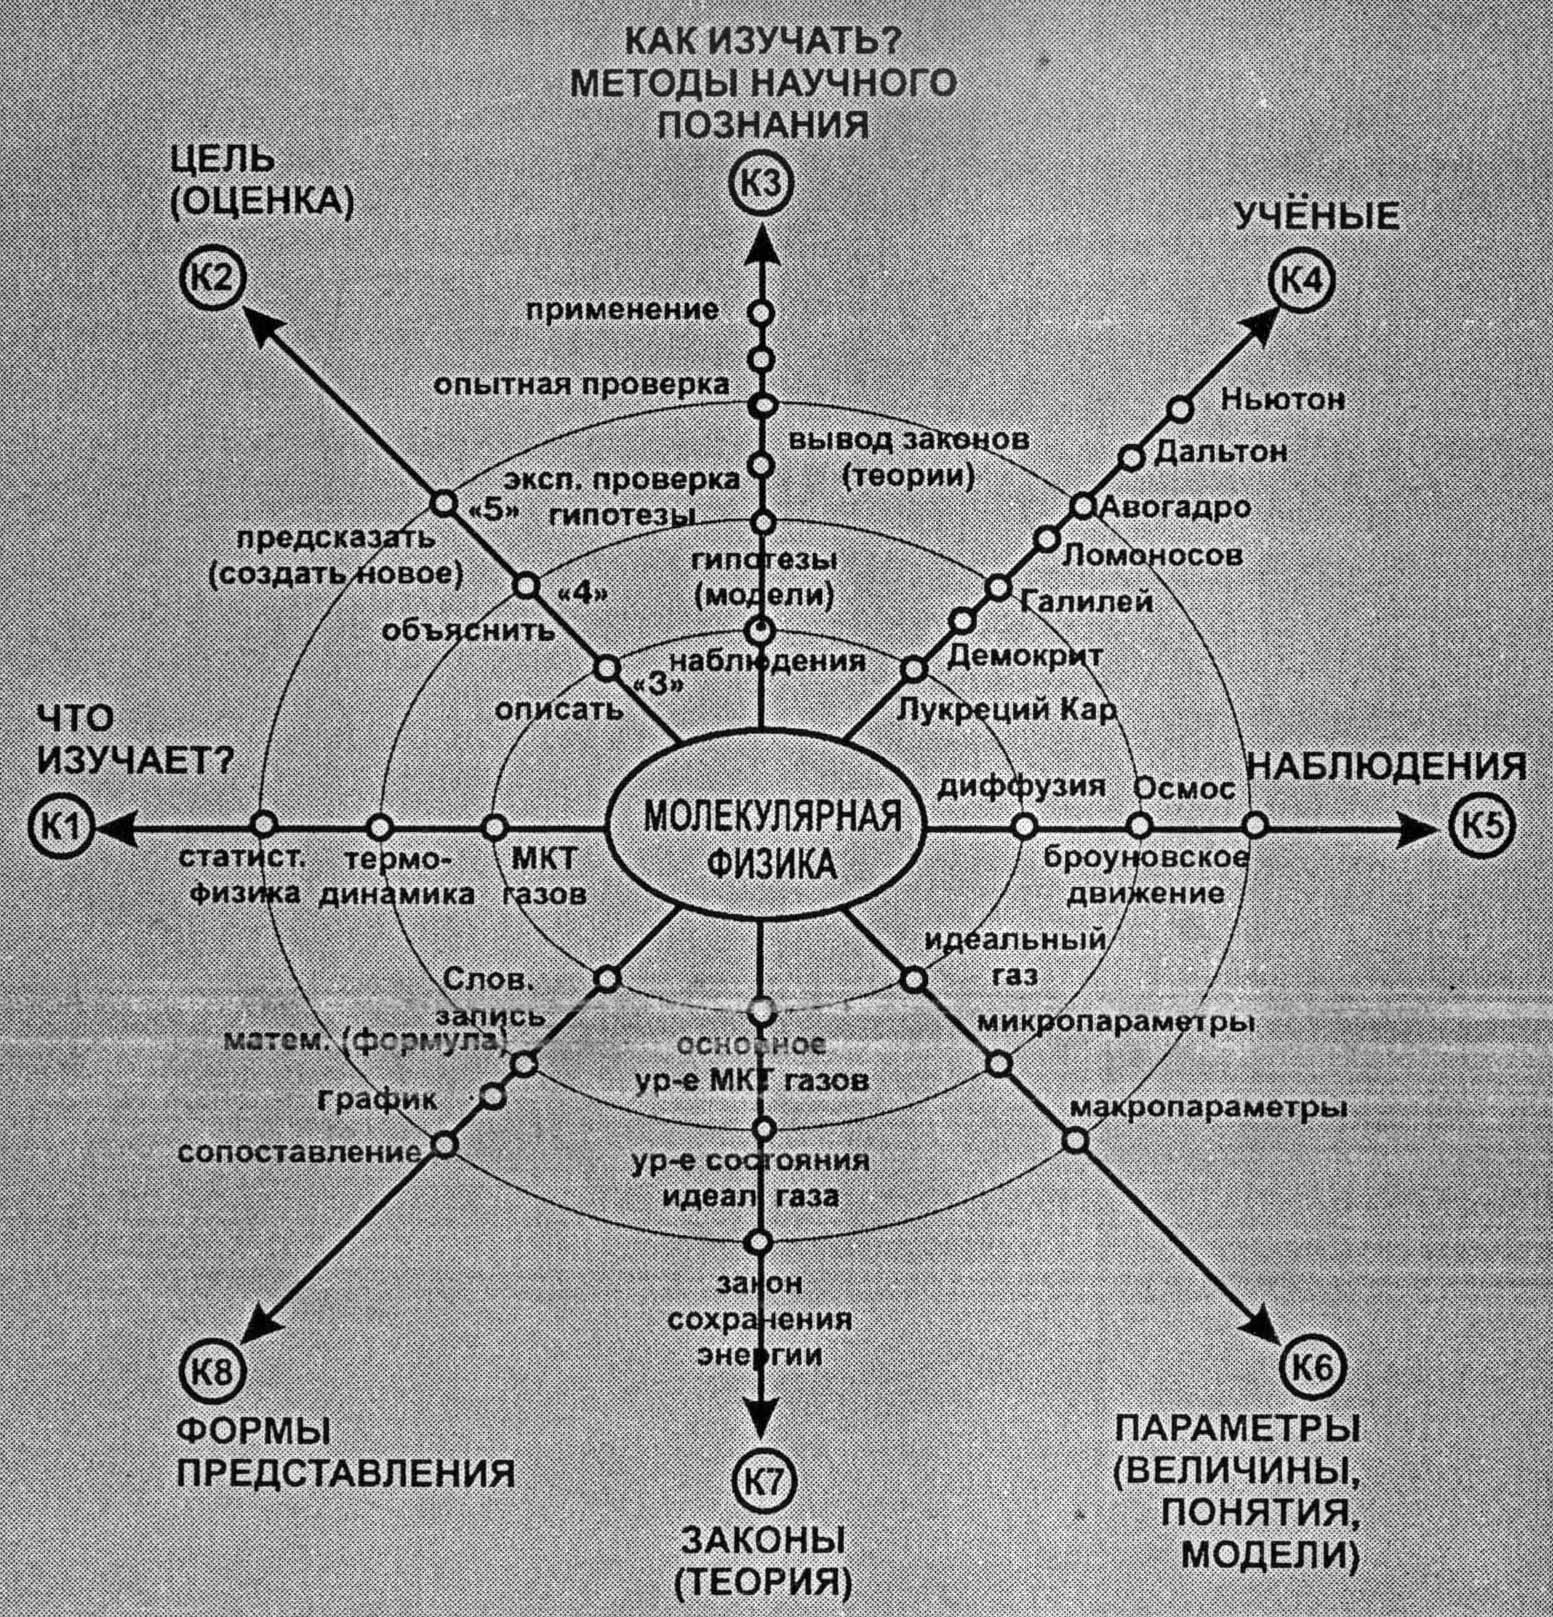 КАК ИЗУЧАТЬ?
МЕТОДЫ НАУЧНОГО
ПОЗНАНИЯ
К3
ЦЕЛЬ
(ОЦЕНКА)
К2
УЧЁНЫЕ
К4
применение
опытная проверка
вывод законов
(теории)
эксп. проверка
гипотезы
гипотезы
(модели)
наблюдения
«5»
предсказать
(создать новое)
«4»
объяснить
«3»
описать
Ньютон
Дальтон
Авогадро
Ломоносов
Галилей
Демокрит
Лукреций Кар
ЧТО
ИЗУЧАЕТ?
К1
статист.
физика
термо-
динамика
МКТ
газов
МОЛЕКУЛЯРНАЯ
ФИЗИКА
НАБЛЮДЕНИЯ
К5
диффузия
Осмос
броуновское
движение
идеальный
газ
микропараметры
макропараметры
Слов.
запись
матем. (формула)
график
сопоставление
основное
ур-е МКТ газов
ур-е состояния
идеал газа
закон
сохранения
энергии
К8
ФОРМЫ
ПРЕДСТАВЛЕНИЯ
К7
ЗАКОНЫ
(ТЕОРИЯ)
К6
ПАРАМЕТРЫ
(ВЕЛИЧИНЫ,
ПОНЯТИЯ,
МОДЕЛИ)